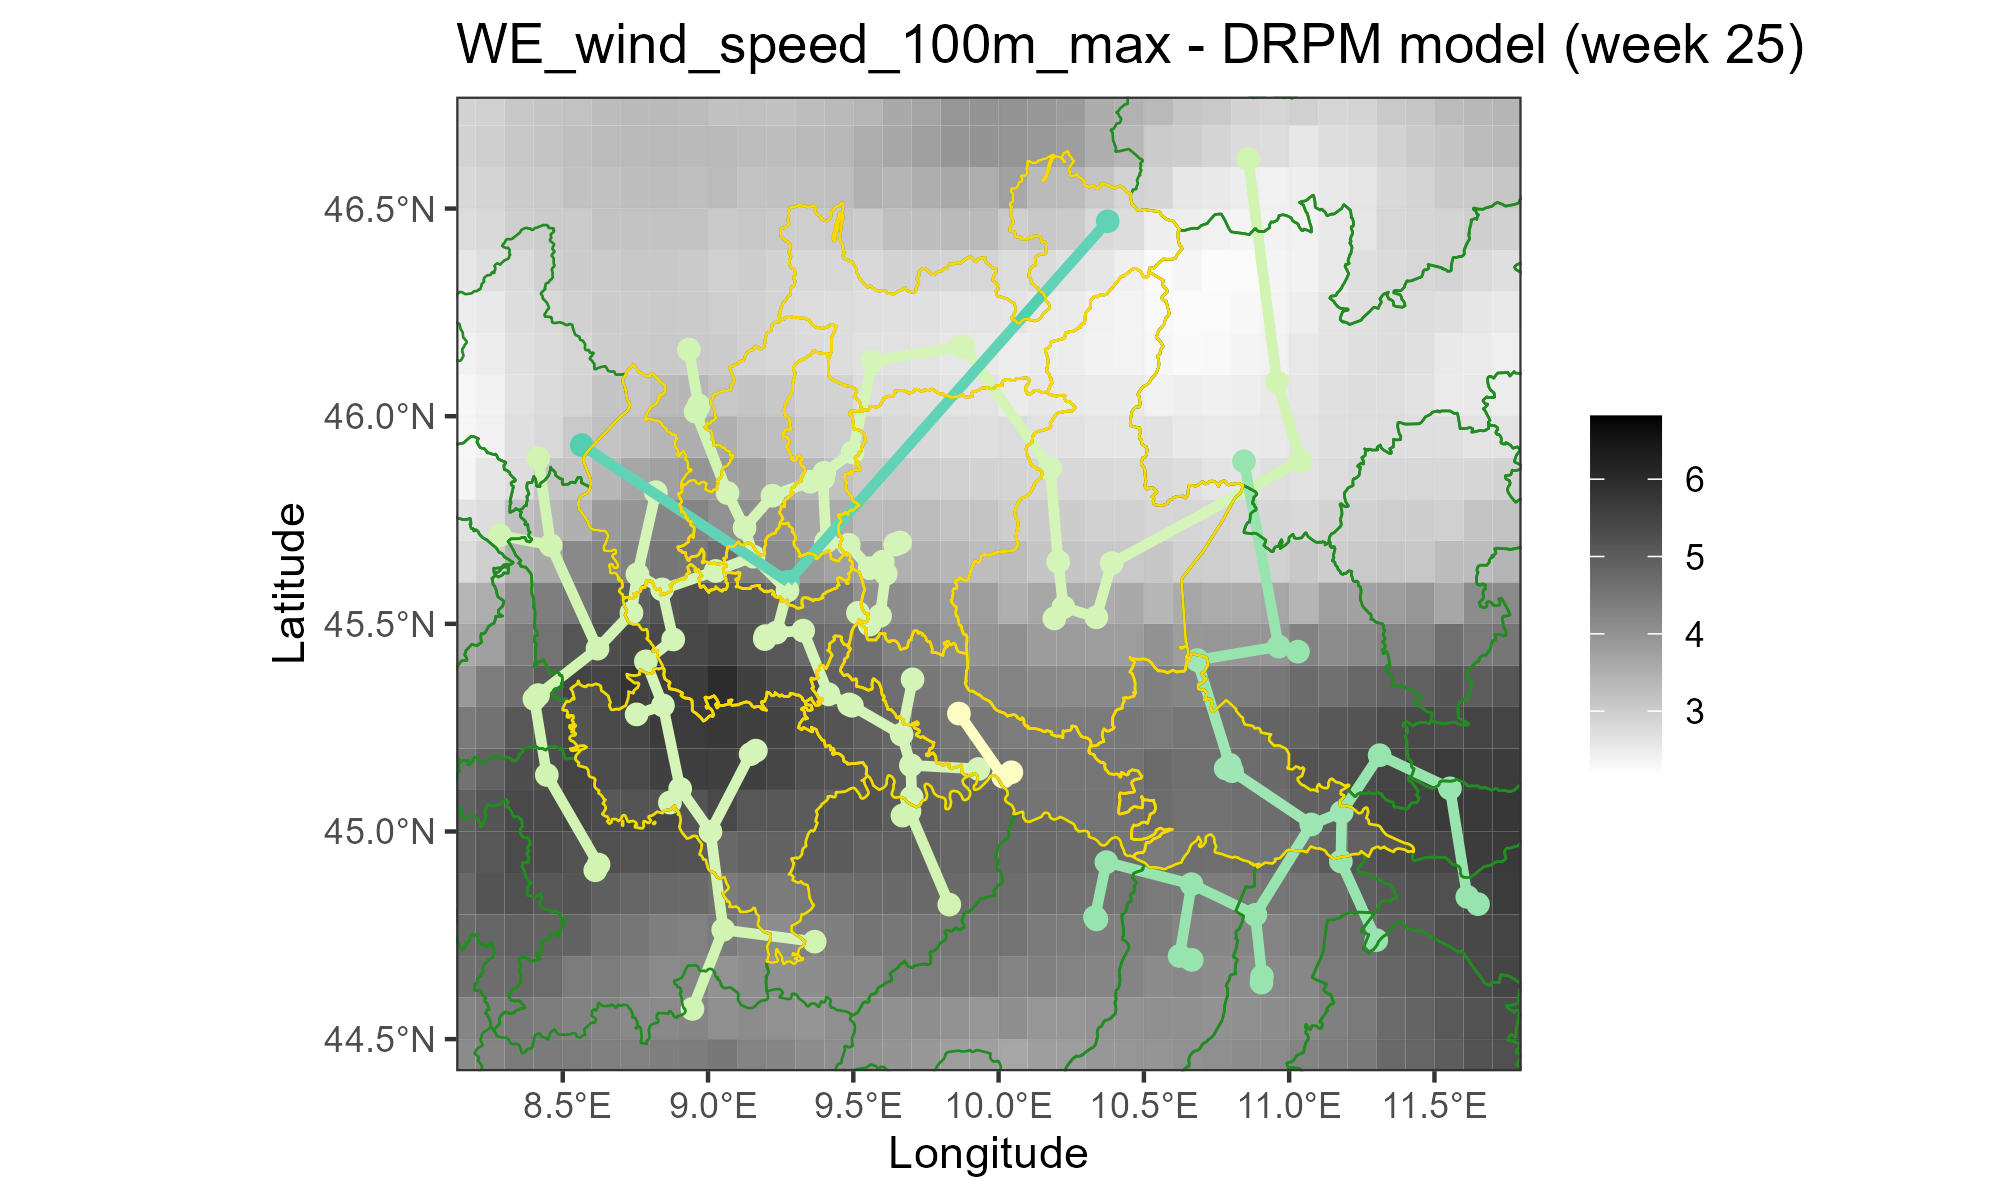 WE_wind_speed_100m_max - DRPM model (week 25)
46.5°N
46.0°N
45.5°N
45.0°N
44.5°N
Latitude
8.5°E 9.0°E 9.5°E 10.0°E 10.5°E 11.0°E 11.5°E
Longitude
6
5
4
3